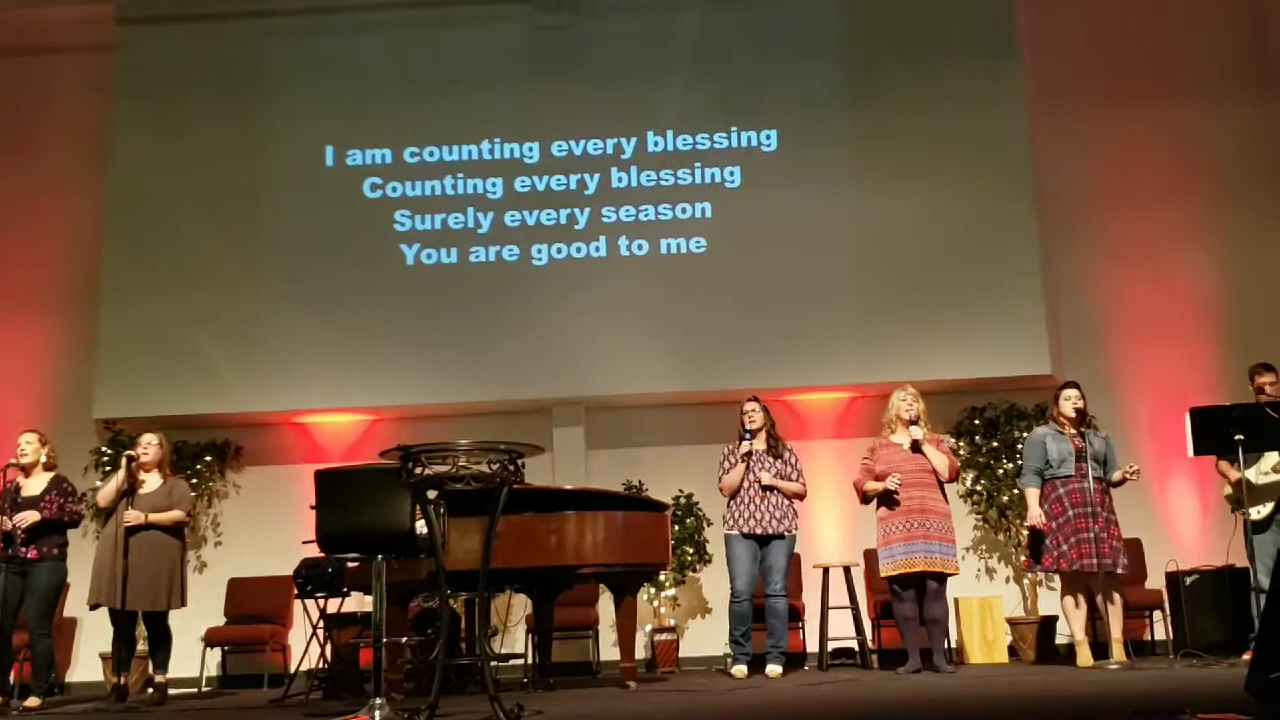 I am counting every blessing
Counting every blessing
Surely every season
You are good to me